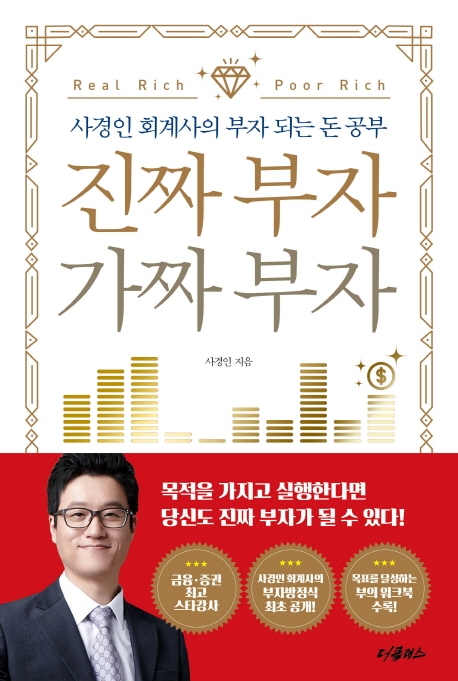 Real Rich
Poor Rich
사경인 회계사의 부자 되는 돈 공부
진짜 부자
가짜 부자
사경인 지음
$
목적을 가지고 실행한다면
당신도 진짜 부자가 될 수 있다!
금융·증권
최고
스타강사
사경인 회계사의
부자방정식
최초 공개!
목표를 달성하는
부의 워크북
수록!
더클래스